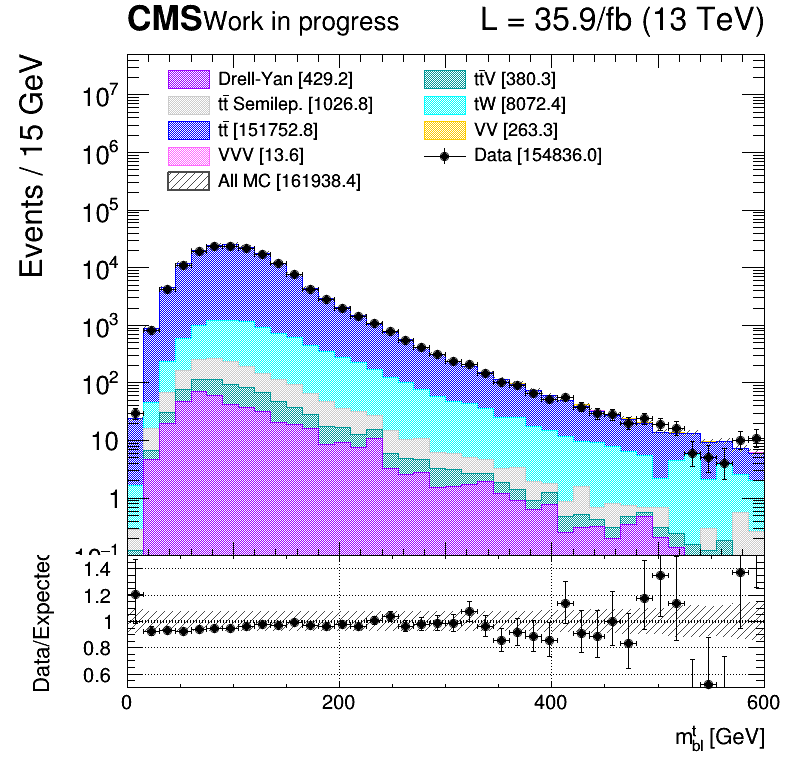 CMS Work in progress L = 35.9/fb (13 TeV)
Events / 15 GeV
Drell-Yan [429.2] tt̄V [380.3]
tt̄ Semilep. [1026.8] tW [8072.4]
tt̄ [151752.8] VV [263.3]
VVV [13.6] Data [154836.0]
All MC [161938.4]
10⁷
10⁶
10⁵
10⁴
10³
10²
10
1
10⁻¹
Data/Expected
1.4
1.2
1
0.8
0.6
0 200 400 600
mᵗbl [GeV]